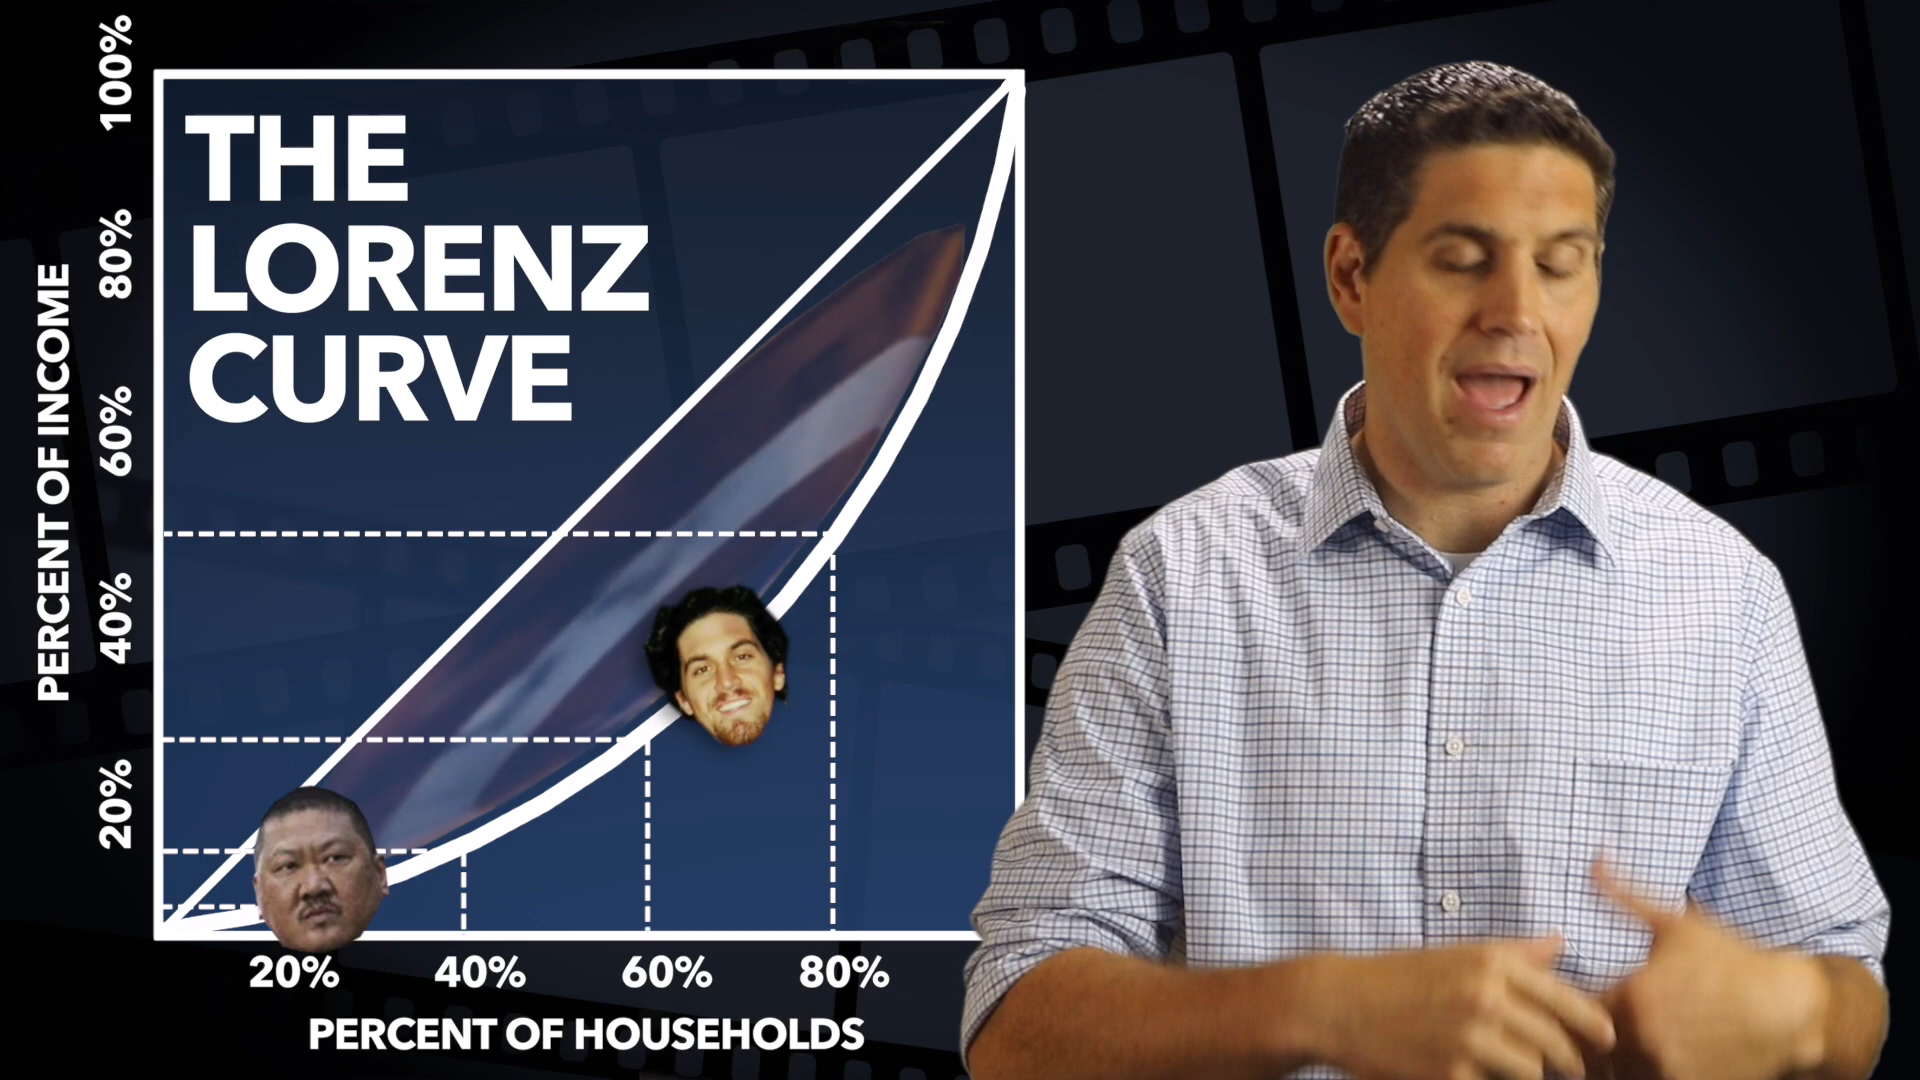 THE
LORENZ
CURVE
PERCENT OF INCOME
100%
80%
60%
40%
20%
20%
40%
60%
80%
PERCENT OF HOUSEHOLDS